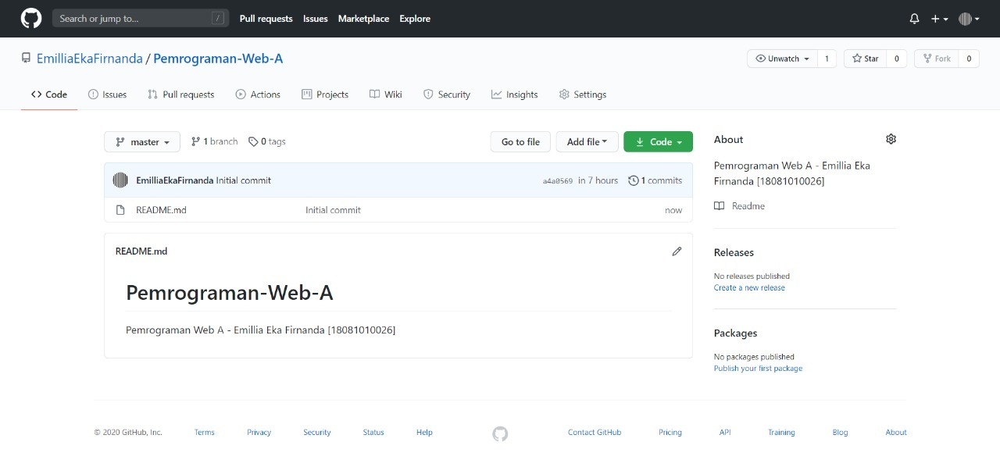 Search or jump to... /
Pull requests Issues Marketplace Explore
EmilliaEkaFirnanda / Pemrograman-Web-A
Unwatch 1 Star 0 Fork 0
Code Issues Pull requests Actions Projects Wiki Security Insights Settings
master 1 branch 0 tags Go to file Add file Code
EmilliaEkaFirnanda Initial commit a4a0569 in 7 hours 1 commits
README.md Initial commit now
README.md
Pemrograman-Web-A
Pemrograman Web A - Emillia Eka Firnanda [18081010026]
About
Pemrograman Web A - Emillia Eka
Firnanda [18081010026]
Readme
Releases
No releases published
Create a new release
Packages
No packages published
Publish your first package
© 2020 GitHub, Inc. Terms Privacy Security Status Help Contact GitHub Pricing API Training Blog About